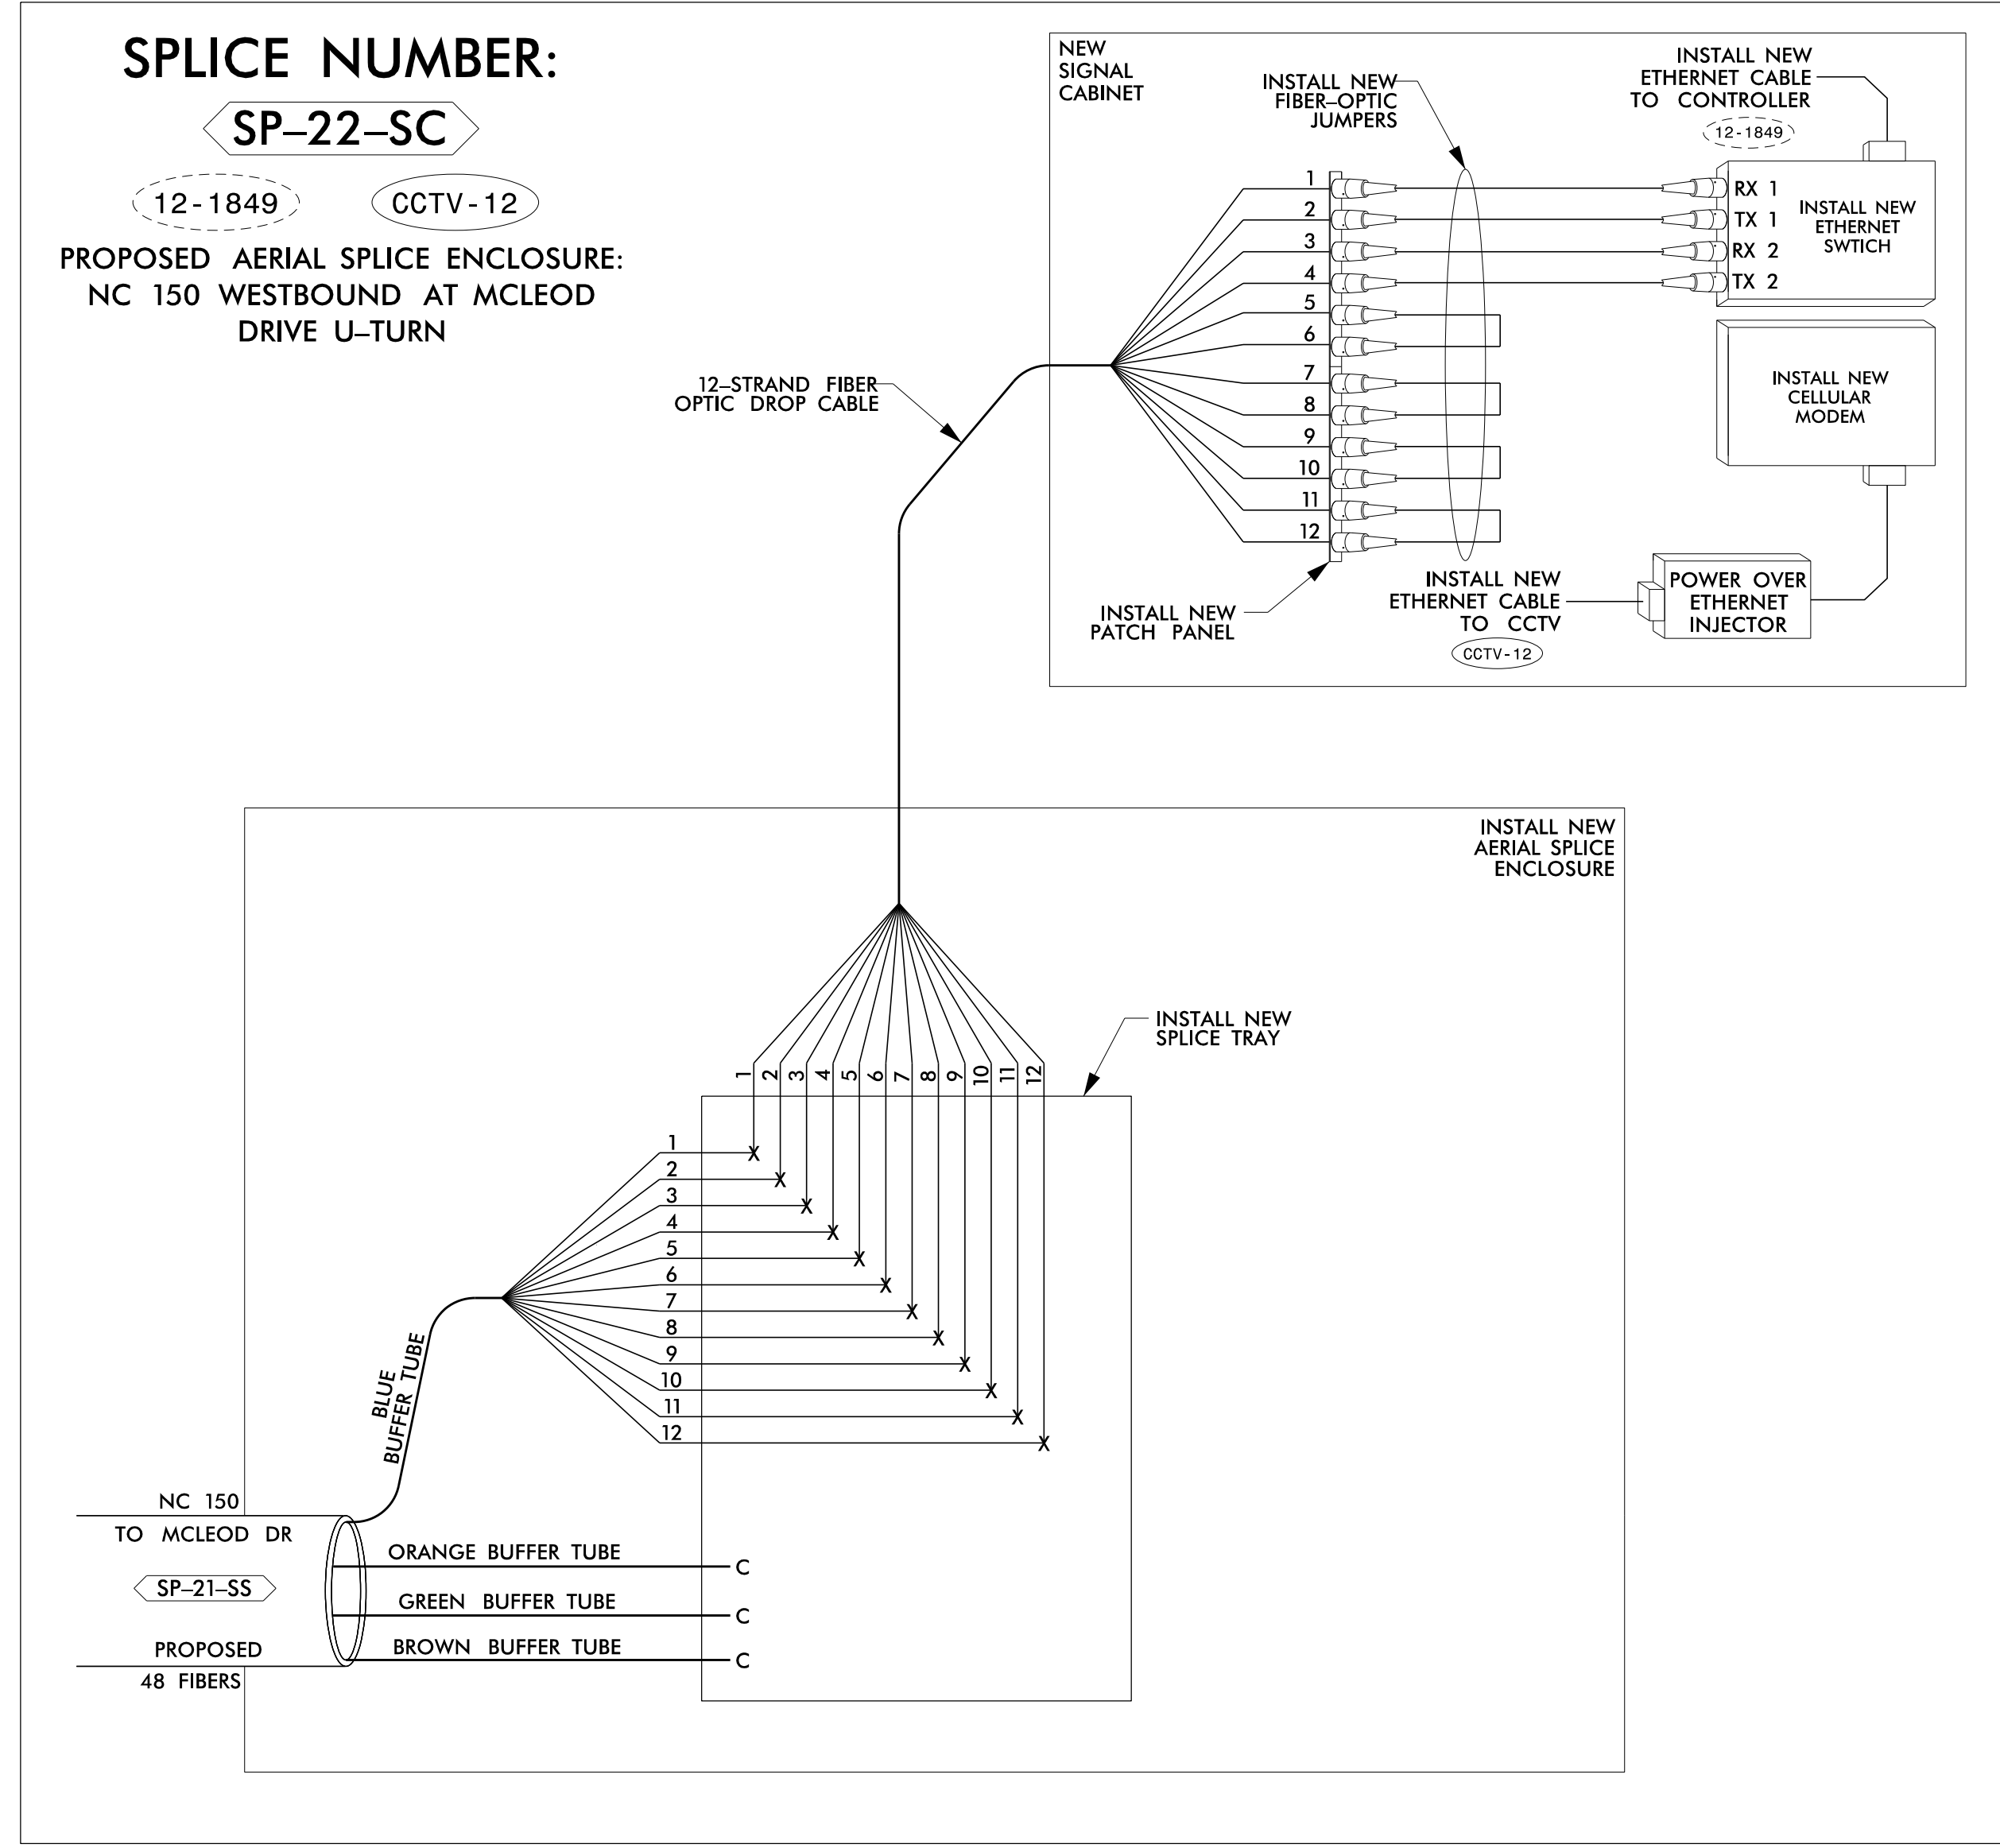 SPLICE NUMBER:
SP-22-SC
12-1849
CCTV-12
PROPOSED AERIAL SPLICE ENCLOSURE:
NC 150 WESTBOUND AT MCLEOD
DRIVE U-TURN
NEW
SIGNAL
CABINET
INSTALL NEW
FIBER-OPTIC
JUMPERS
INSTALL NEW
ETHERNET CABLE
TO CONTROLLER
12-1849
1
2
3
4
5
6
7
8
9
10
11
12
RX 1
TX 1
RX 2
TX 2
INSTALL NEW
ETHERNET
SWTICH
INSTALL NEW
CELLULAR
MODEM
12-STRAND FIBER
OPTIC DROP CABLE
INSTALL NEW
PATCH PANEL
INSTALL NEW
ETHERNET CABLE
TO CCTV
CCTV-12
POWER OVER
ETHERNET
INJECTOR
INSTALL NEW
AERIAL SPLICE
ENCLOSURE
INSTALL NEW
SPLICE TRAY
1
2
3
4
5
6
7
8
9
10
11
12
1
2
3
4
5
6
7
8
9
10
11
12
X
X
X
X
X
X
X
X
X
X
X
X
BLUE
BUFFER TUBE
NC 150
TO MCLEOD DR
SP-21-SS
PROPOSED
48 FIBERS
ORANGE BUFFER TUBE C
GREEN BUFFER TUBE C
BROWN BUFFER TUBE C